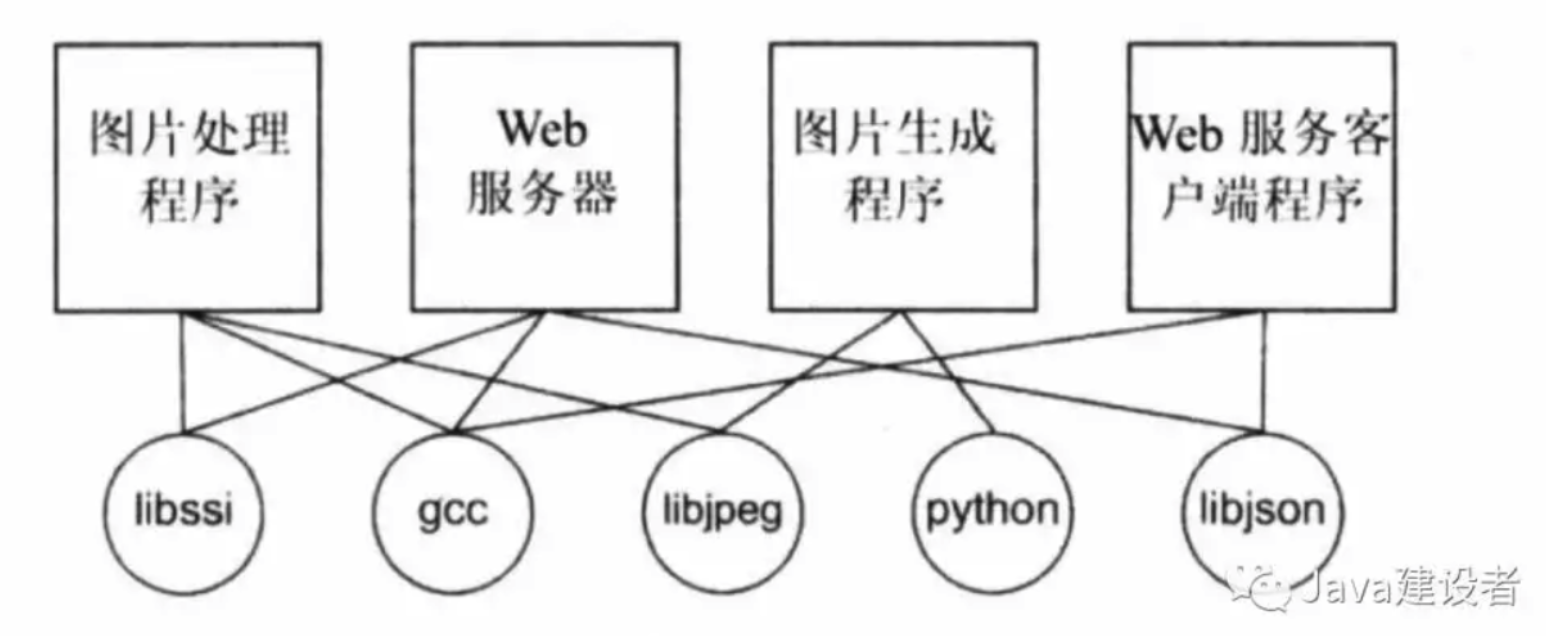 图片处理
程序
Web
服务器
图片生成
程序
Web 服务客
户端程序
libssi
gcc
libjpeg
python
libjson
Java建设者